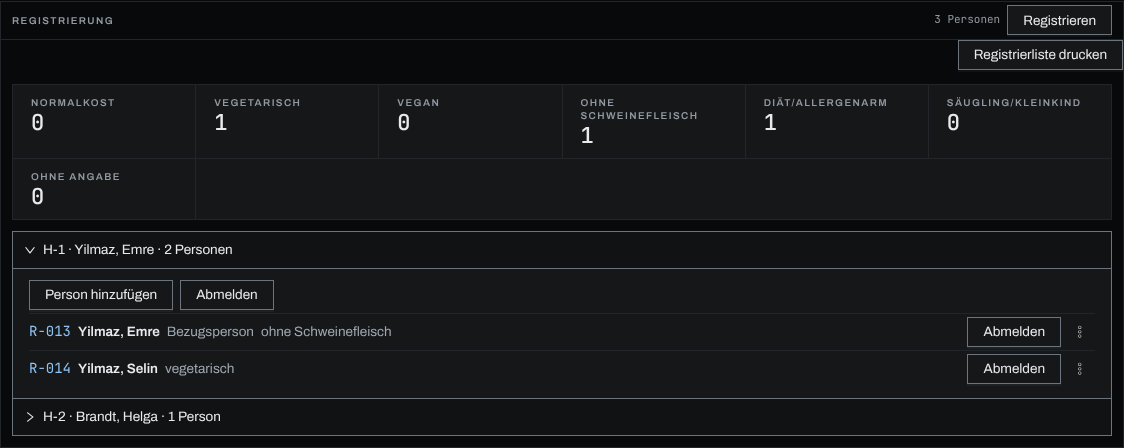 REGISTRIERUNG
3 Personen
Registrieren
Registrierliste drucken
NORMALKOST
0
VEGETARISCH
1
VEGAN
0
OHNE
SCHWEINEFLEISCH
1
DIÄT/ALLERGENARM
1
SÄUGLING/KLEINKIND
0
OHNE ANGABE
0
H-1 · Yilmaz, Emre · 2 Personen
Person hinzufügen
Abmelden
R-013 Yilmaz, Emre Bezugsperson ohne Schweinefleisch
Abmelden
R-014 Yilmaz, Selin vegetarisch
Abmelden
H-2 · Brandt, Helga · 1 Person